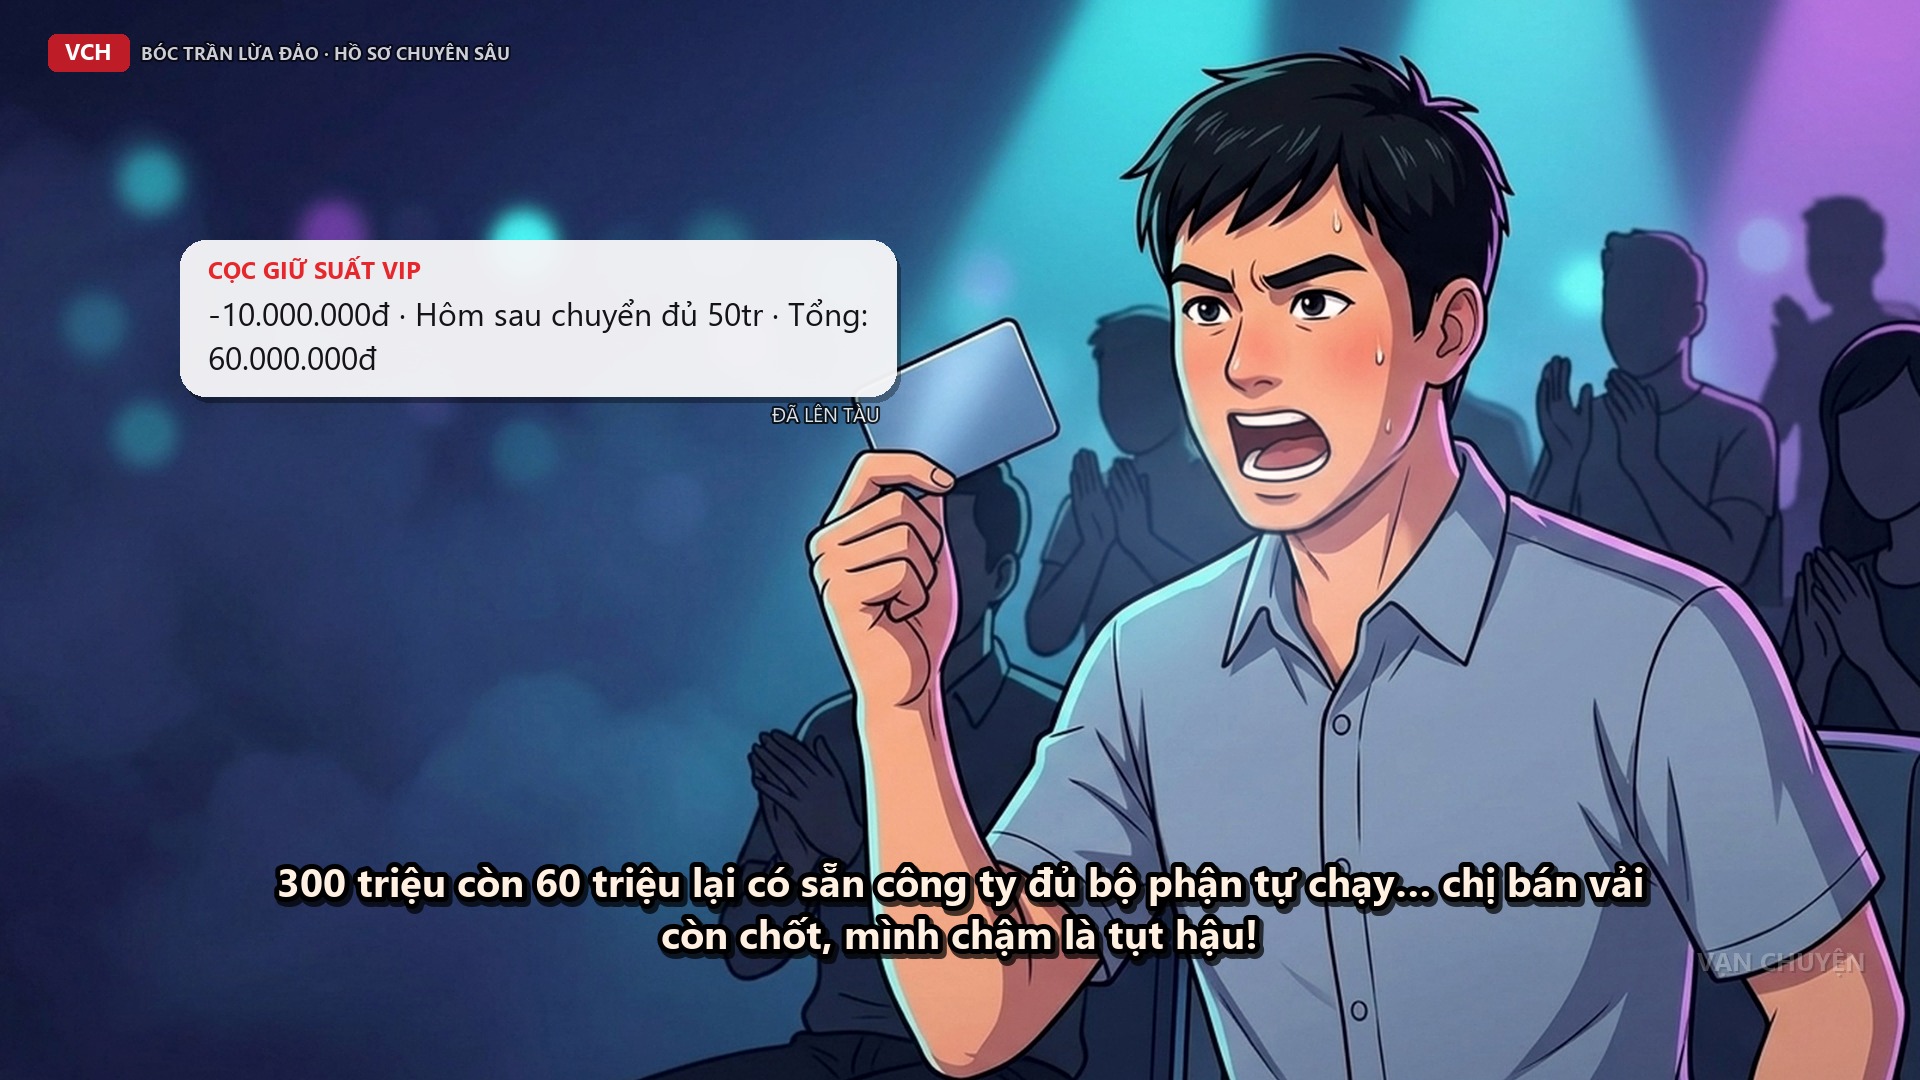 VCH BÓC TRẦN LỪA ĐẢO · HỒ SƠ CHUYÊN SÂU
CỌC GIỮ SUẤT VIP
-10.000.000đ · Hôm sau chuyển đủ 50tr · Tổng:
60.000.000đ
ĐÃ LÊN TÀU
300 triệu còn 60 triệu lại có sẵn công ty đủ bộ phận tự chạy... chị bán vải
còn chốt, mình chậm là tụt hậu!
VẠN CHUYỆN